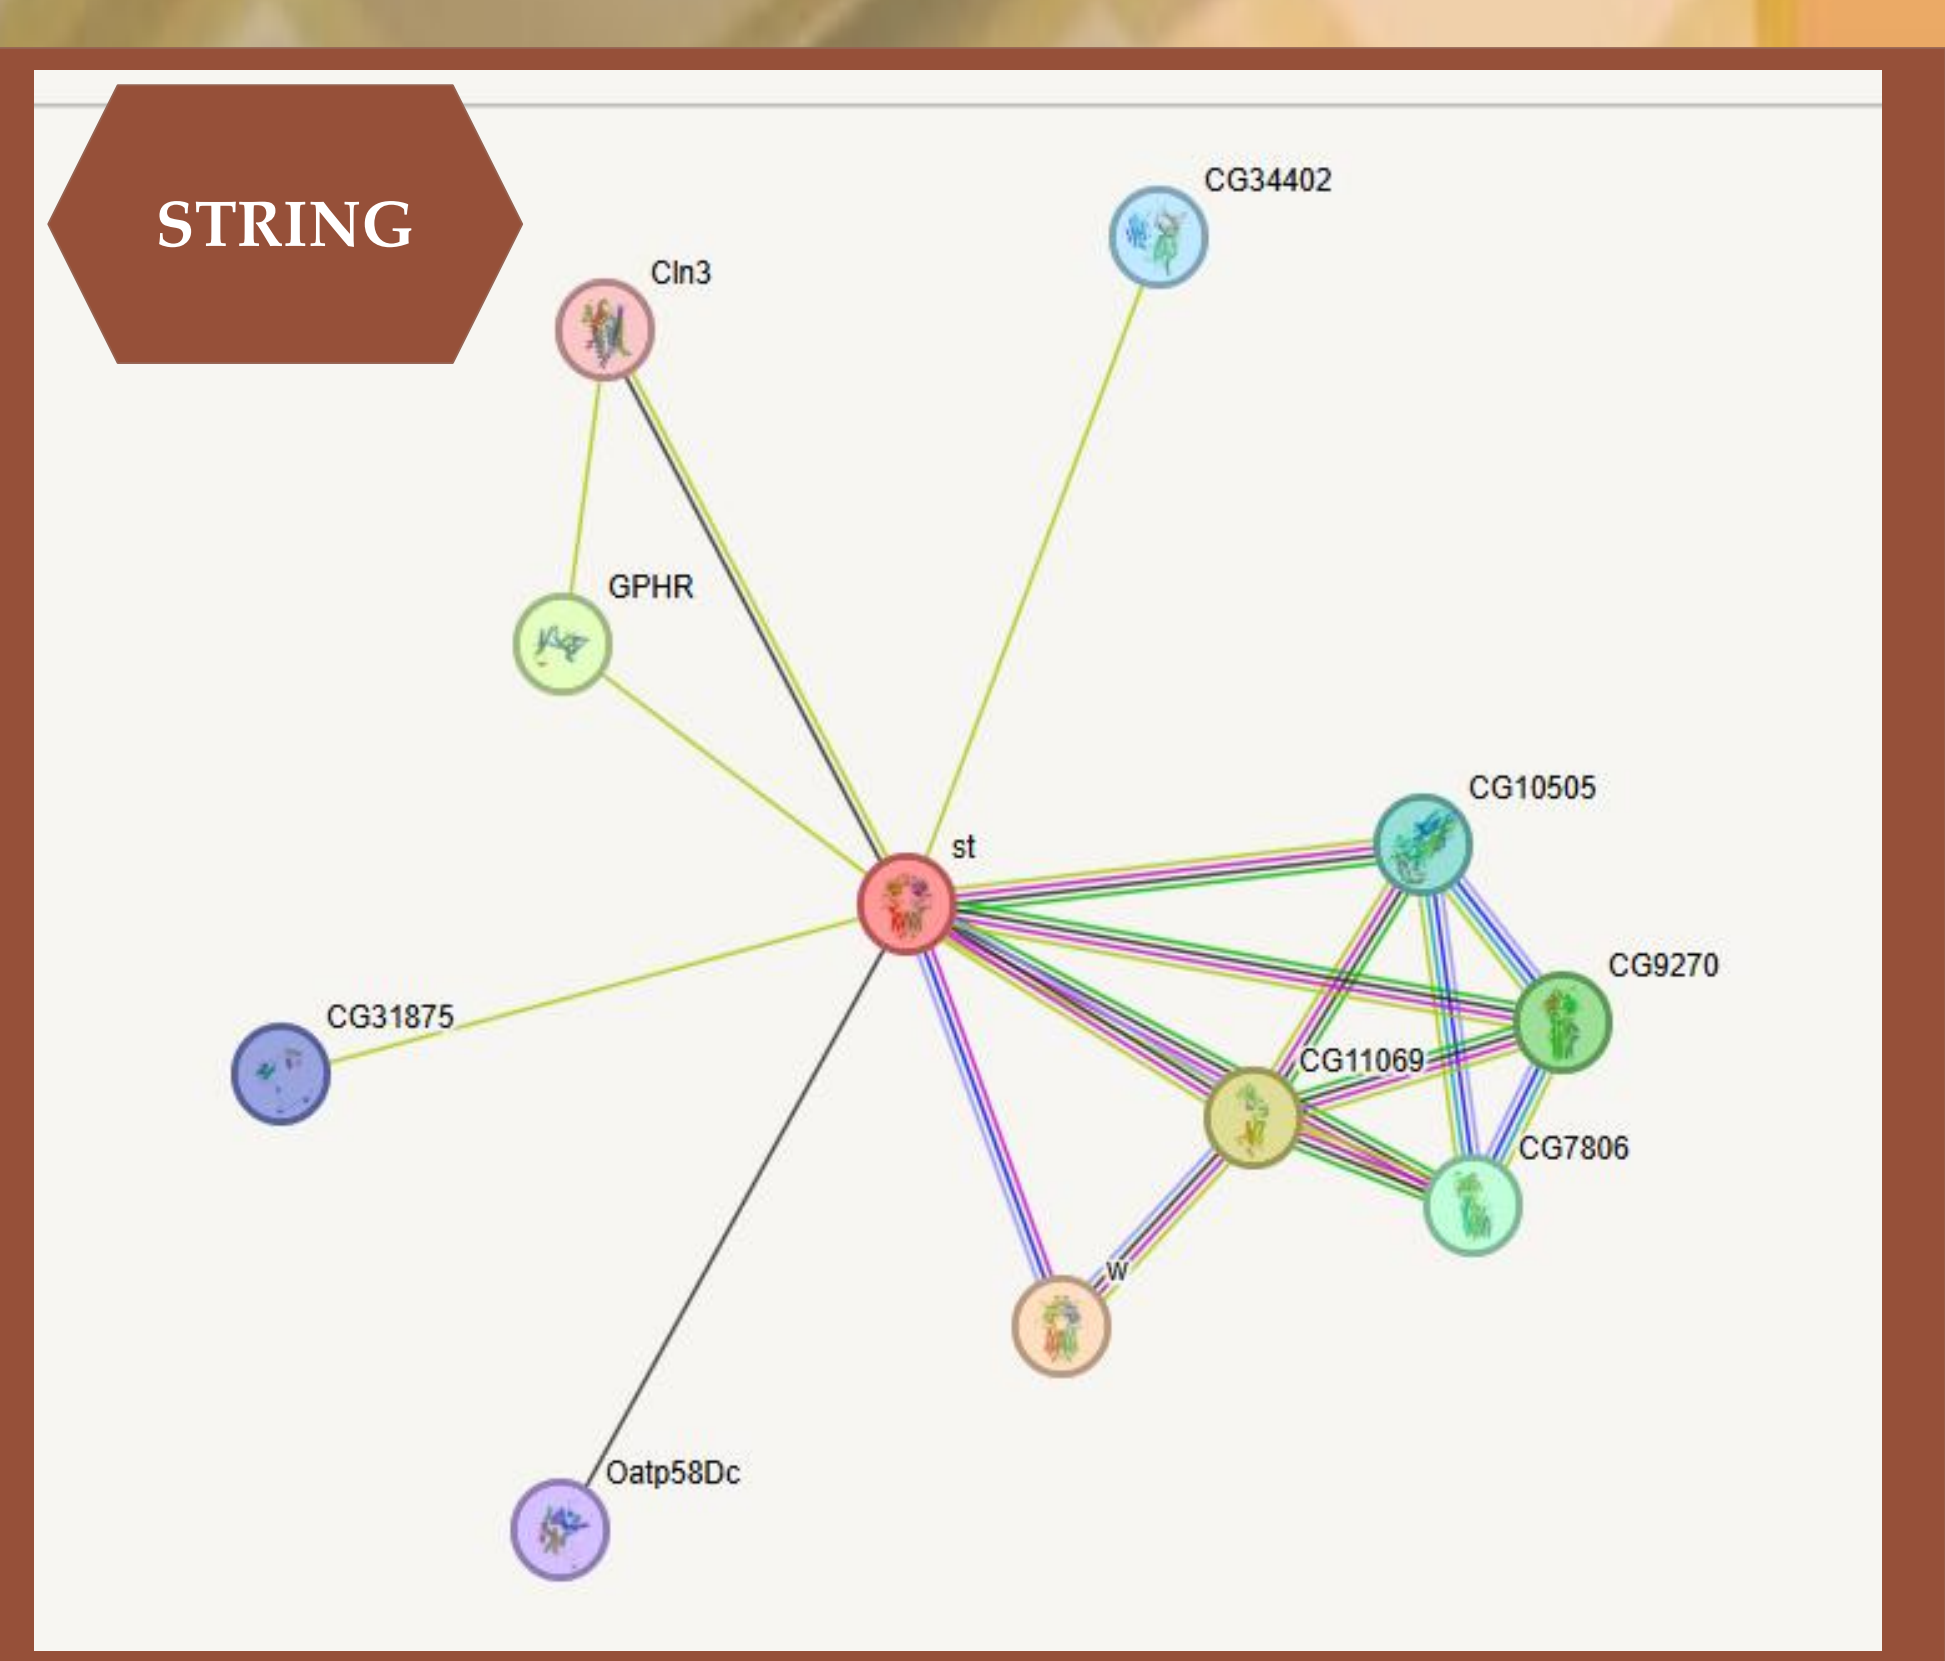 STRING
CG34402
Cln3
GPHR
CG10505
st
CG9270
CG31875
CG11069
CG7806
w
Oatp58Dc